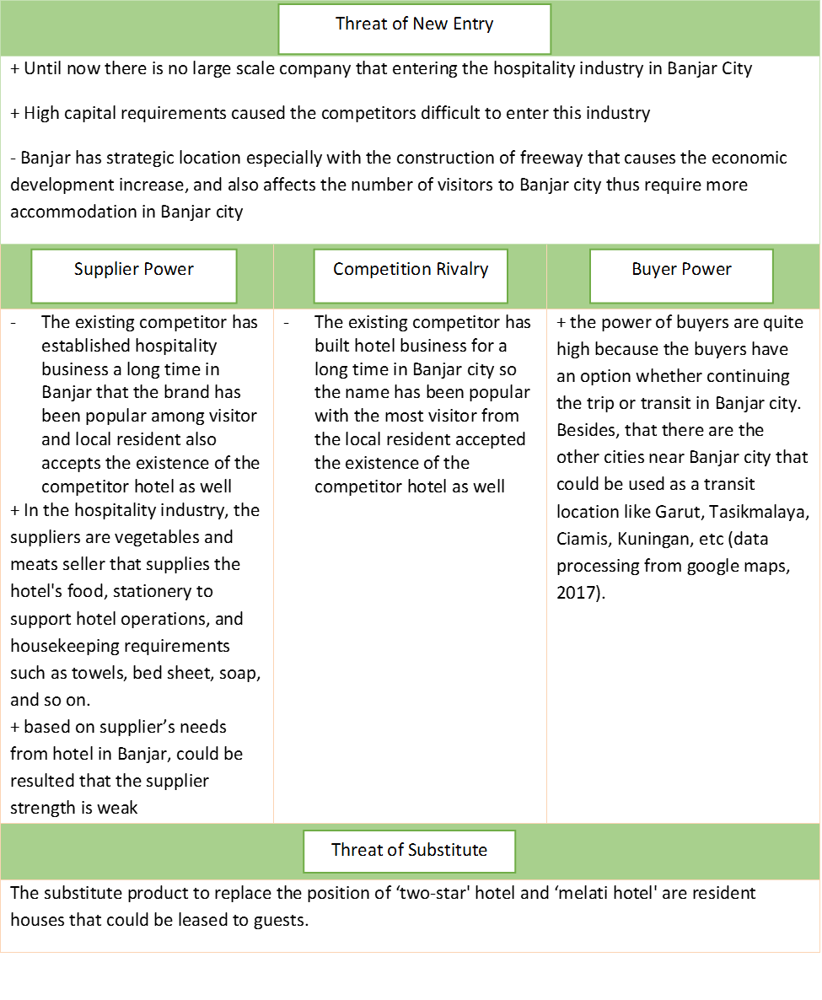 Threat of New Entry
+ Until now there is no large scale company that entering the hospitality industry in Banjar City
+ High capital requirements caused the competitors difficult to enter this industry
- Banjar has strategic location especially with the construction of freeway that causes the economic
development increase, and also affects the number of visitors to Banjar city thus require more
accommodation in Banjar city
Supplier Power
- The existing competitor has
established hospitality
business a long time in
Banjar that the brand has
been popular among visitor
and local resident also
accepts the existence of the
competitor hotel as well
+ In the hospitality industry, the
suppliers are vegetables and
meats seller that supplies the
hotel's food, stationery to
support hotel operations, and
housekeeping requirements
such as towels, bed sheet, soap,
and so on.
+ based on supplier’s needs
from hotel in Banjar, could be
resulted that the supplier
strength is weak
Competition Rivalry
- The existing competitor has
built hotel business for a
long time in Banjar city so
the name has been popular
with the most visitor from
the local resident accepted
the existence of the
competitor hotel as well
Buyer Power
+ the power of buyers are quite
high because the buyers have
an option whether continuing
the trip or transit in Banjar city.
Besides, that there are the
other cities near Banjar city that
could be used as a transit
location like Garut, Tasikmalaya,
Ciamis, Kuningan, etc (data
processing from google maps,
2017).
Threat of Substitute
The substitute product to replace the position of ‘two-star' hotel and ‘melati hotel' are resident
houses that could be leased to guests.